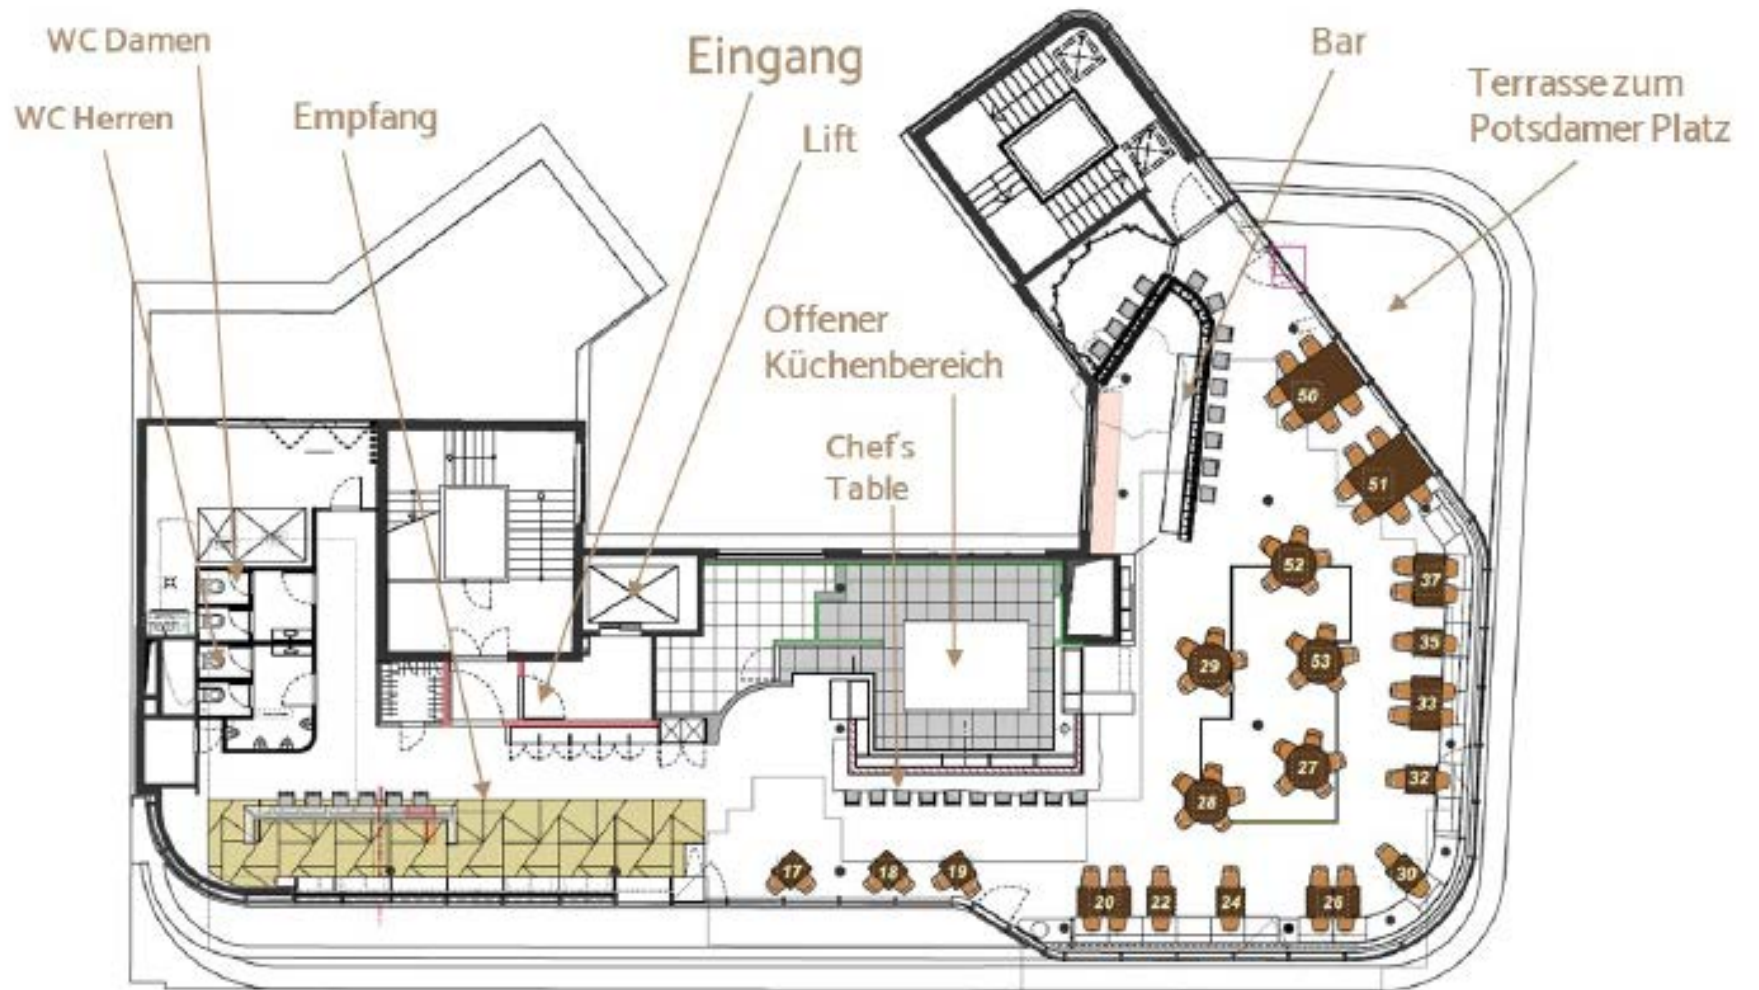 WC Damen
WC Herren
Empfang
Eingang
Lift
Bar
Terrasse zum
Potsdamer Platz
Offener
Küchenbereich
Chef's
Table
50
51
52
37
29
53
35
33
27
32
28
17
18
19
30
20
22
24
26